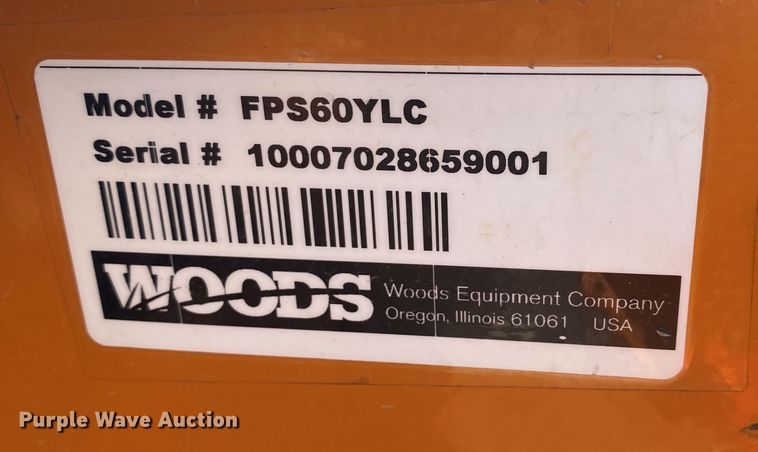 Model # FPS60YLC
Serial # 10007028659001
WOODS
Woods Equipment Company
Oregon, Illinois 61061 USA
Purple Wave Auction